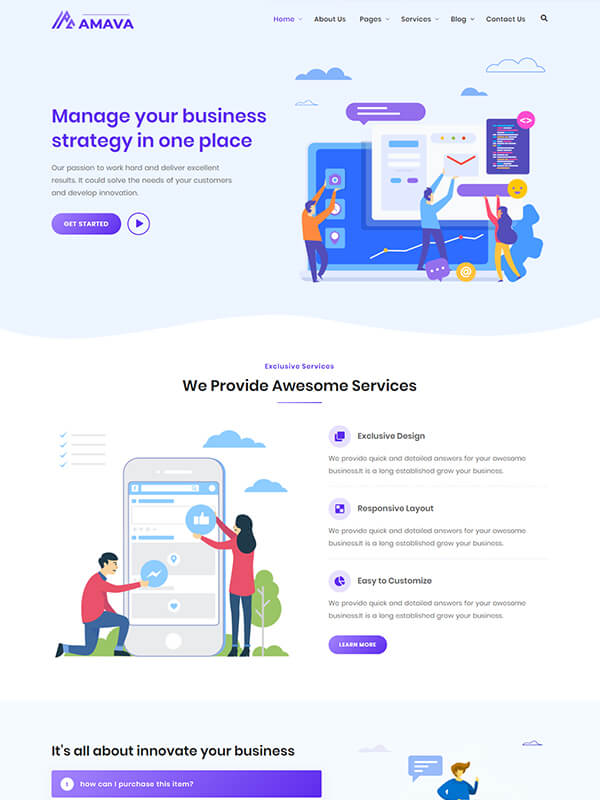 AMAVA
Home About Us Pages Services Blog Contact Us
Manage your business
strategy in one place
Our passion to work hard and deliver excellent
results. It could solve the needs of your customers
and develop innovation.
GET STARTED
<>
@
Exclusive Services
We Provide Awesome Services
Exclusive Design
We provide quick and detailed answers for your awesome
business.It is a long established grow your business.
Responsive Layout
We provide quick and detailed answers for your awesome
business.It is a long established grow your business.
Easy to Customize
We provide quick and detailed answers for your awesome
business.It is a long established grow your business.
LEARN MORE
It's all about innovate your business
1 how can I purchase this item?